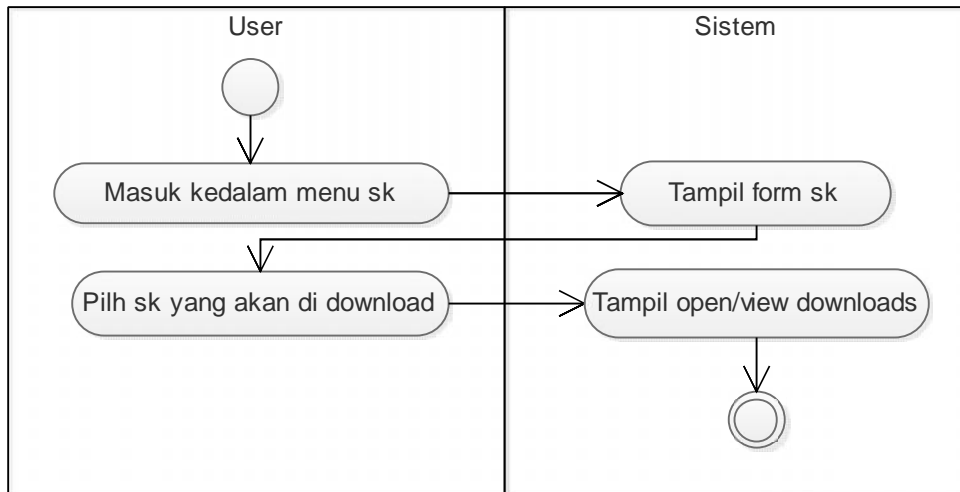 User
Sistem
Masuk kedalam menu sk
Tampil form sk
Pilh sk yang akan di download
Tampil open/view downloads